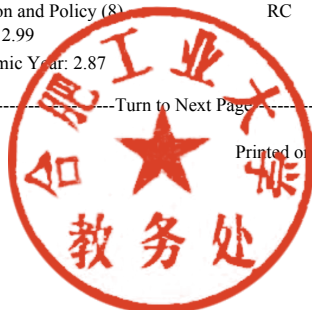 on and Policy (8) RC
2.99
mic Year: 2.87
-----------------Turn to Next Page-----------
Printed on
合肥工业大学
教务处